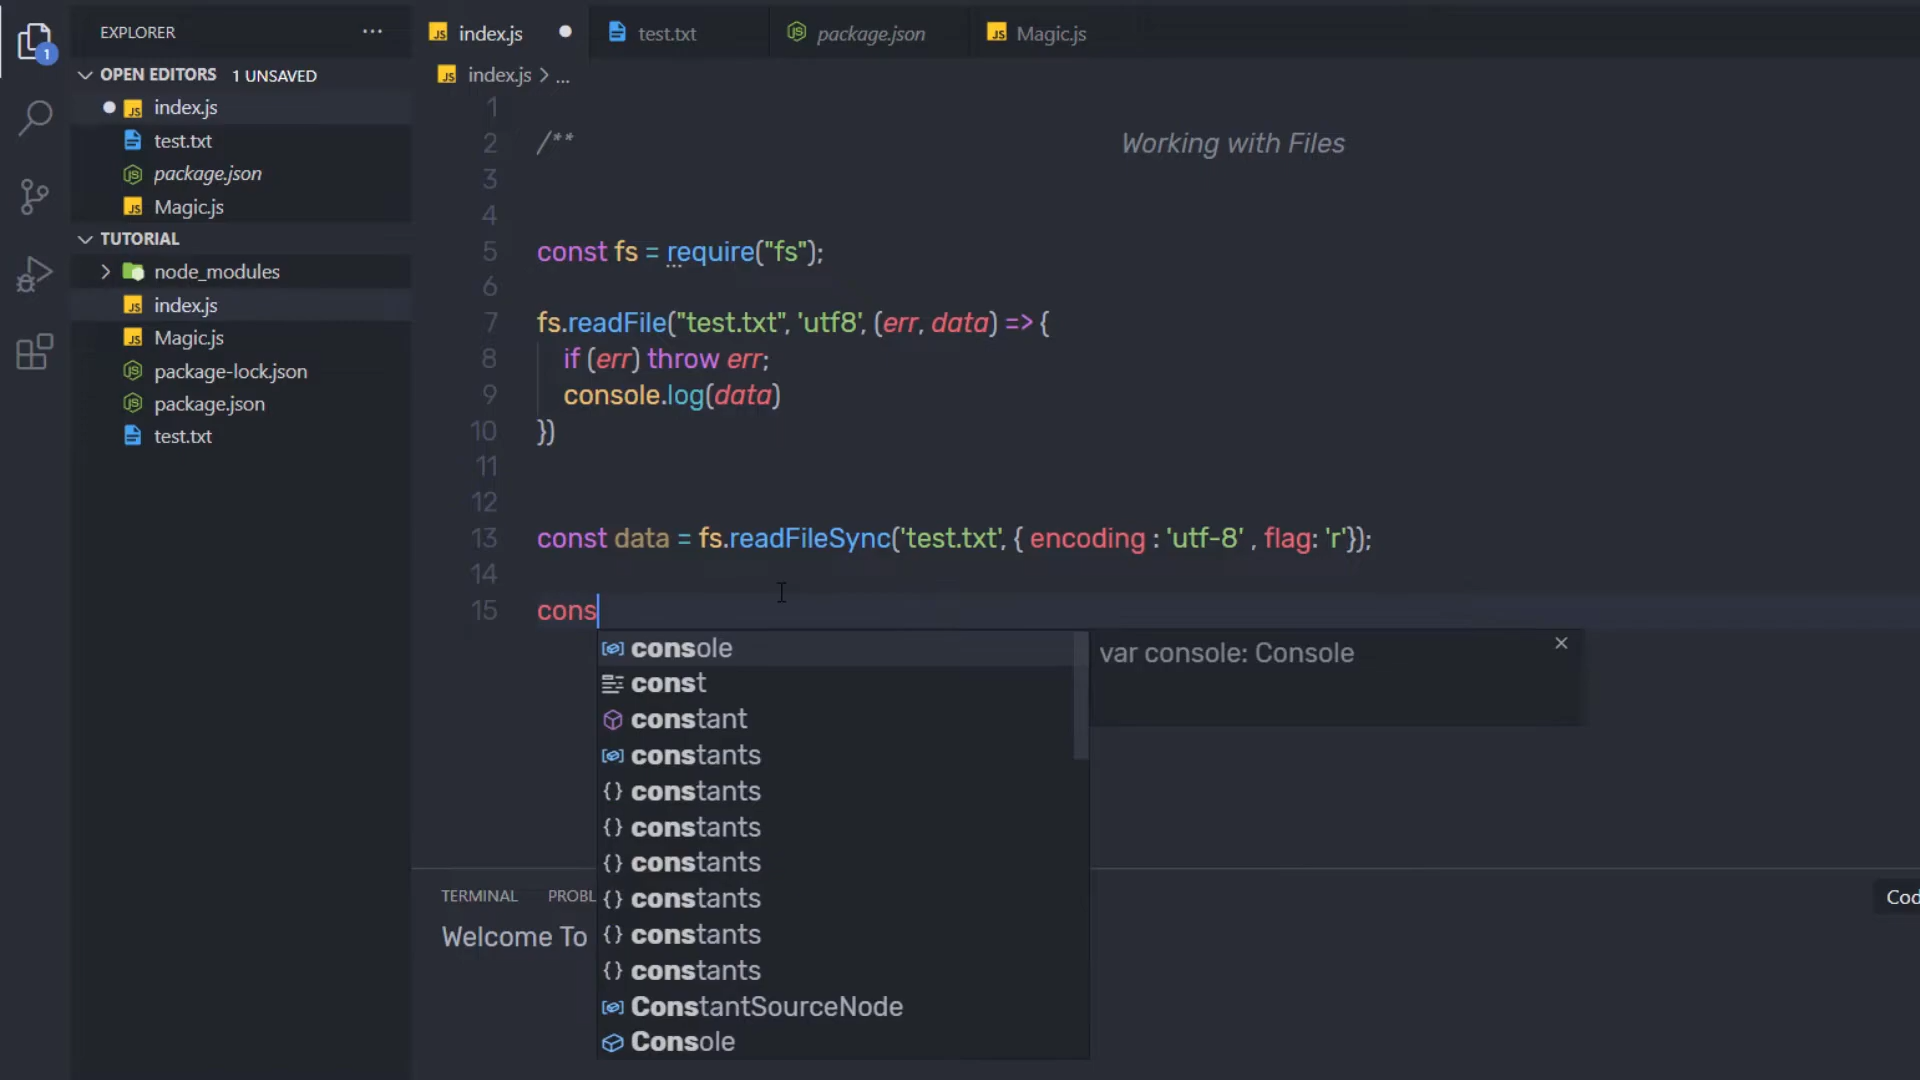 EXPLORER
...
index.js
test.txt
package.json
Magic.js
1
OPEN EDITORS 1 UNSAVED
index.js
test.txt
package.json
Magic.js
TUTORIAL
node_modules
index.js
Magic.js
package-lock.json
package.json
test.txt
index.js > ...
1
2 /** Working with Files
3
4
5 const fs = require("fs");
6
7 fs.readFile("test.txt", 'utf8', (err, data) => {
8 if (err) throw err;
9 console.log(data)
10 })
11
12
13 const data = fs.readFileSync('test.txt', { encoding : 'utf-8' , flag: 'r'});
14
15 cons
console
const
constant
constants
constants
constants
constants
constants
constants
constants
ConstantSourceNode
Console
var console: Console
TERMINAL PROBL
Cod
Welcome To